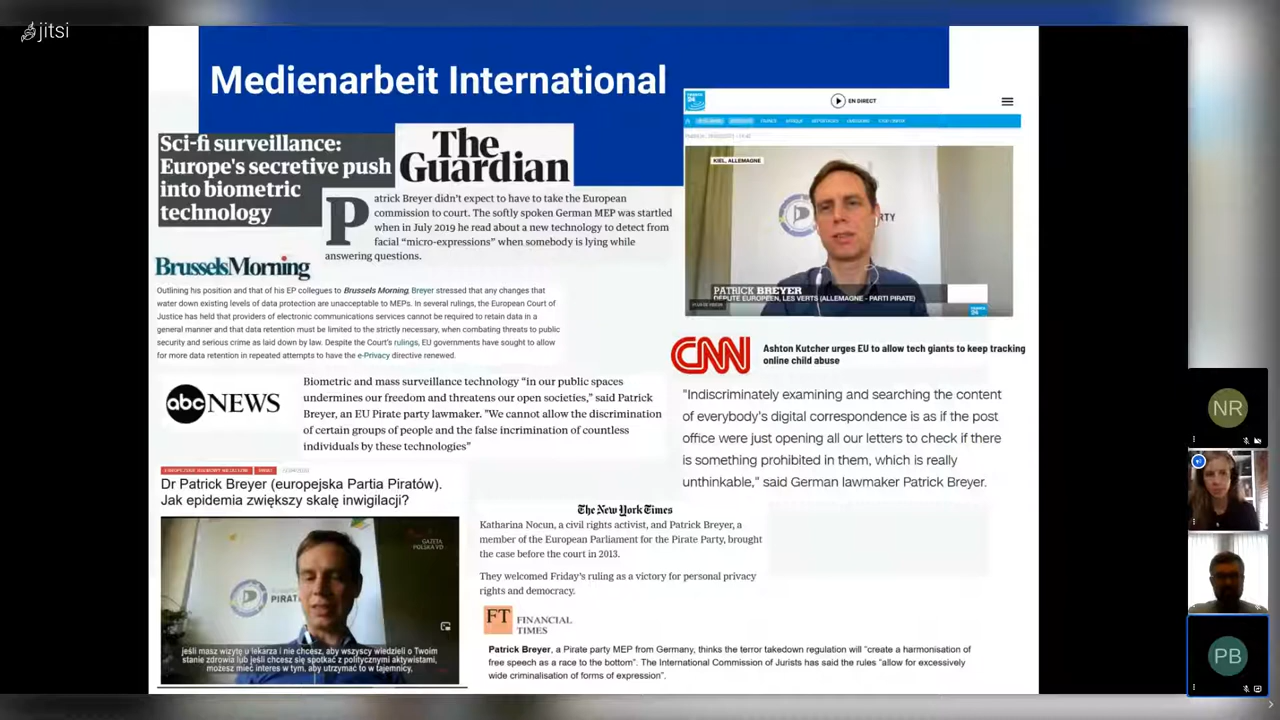 jitsi
Medienarbeit International
Sci-fi surveillance:
Europe's secretive push
into biometric
technology
The
Guardian
Patrick Breyer didn't expect to have to take the European
commission to court. The softly spoken German MEP was startled
when in July 2019 he read about a new technology to detect from
facial “micro-expressions” when somebody is lying while
answering questions.
BrusselsMorning
Outlining his position and that of his EP collegues to Brussels Morning, Breyer stressed that any changes that
water down existing levels of data protection are unacceptable to MEPs. In several rulings, the European Court of
Justice has held that providers of electronic communications services cannot be required to retain data in a
general manner and that data retention must be limited to the strictly necessary, when combating threats to public
security and serious crime as laid down by law. Despite the Court's rulings, EU governments have sought to allow
for more data retention in repeated attempts to have the e-Privacy directive renewed.
abc NEWS
Biometric and mass surveillance technology “in our public spaces
undermines our freedom and threatens our open societies,” said Patrick
Breyer, an EU Pirate party lawmaker. "We cannot allow the discrimination
of certain groups of people and the false incrimination of countless
individuals by these technologies”
Dr Patrick Breyer (europejska Partia Piratów).
Jak epidemia zwiększy skalę inwigilacji?
GAZETA
POLSKA VD
PIRAT
jeśli masz wizytę u lekarza i nie chcesz, aby wszyscy wiedzieli o Twoim
stanie zdrowia lub jeśli chcesz się spotkać z politycznymi aktywistami,
możesz mieć interes w tym, aby utrzymać to w tajemnicy,
FRANCE
24
EN DIRECT
KIEL, ALLEMAGNE
PARTY
PATRICK BREYER
DÉPUTÉ EUROPÉEN, LES VERTS (ALLEMAGNE - PARTI PIRATE)
CNN
Ashton Kutcher urges EU to allow tech giants to keep tracking
online child abuse
"Indiscriminately examining and searching the content
of everybody's digital correspondence is as if the post
office were just opening all our letters to check if there
is something prohibited in them, which is really
unthinkable," said German lawmaker Patrick Breyer.
The New York Times
Katharina Nocun, a civil rights activist, and Patrick Breyer, a
member of the European Parliament for the Pirate Party, brought
the case before the court in 2013.
They welcomed Friday's ruling as a victory for personal privacy
rights and democracy.
FT FINANCIAL
TIMES
Patrick Breyer, a Pirate party MEP from Germany, thinks the terror takedown regulation will “create a harmonisation of
free speech as a race to the bottom”. The International Commission of Jurists has said the rules “allow for excessively
wide criminalisation of forms of expression”.
NR
PB